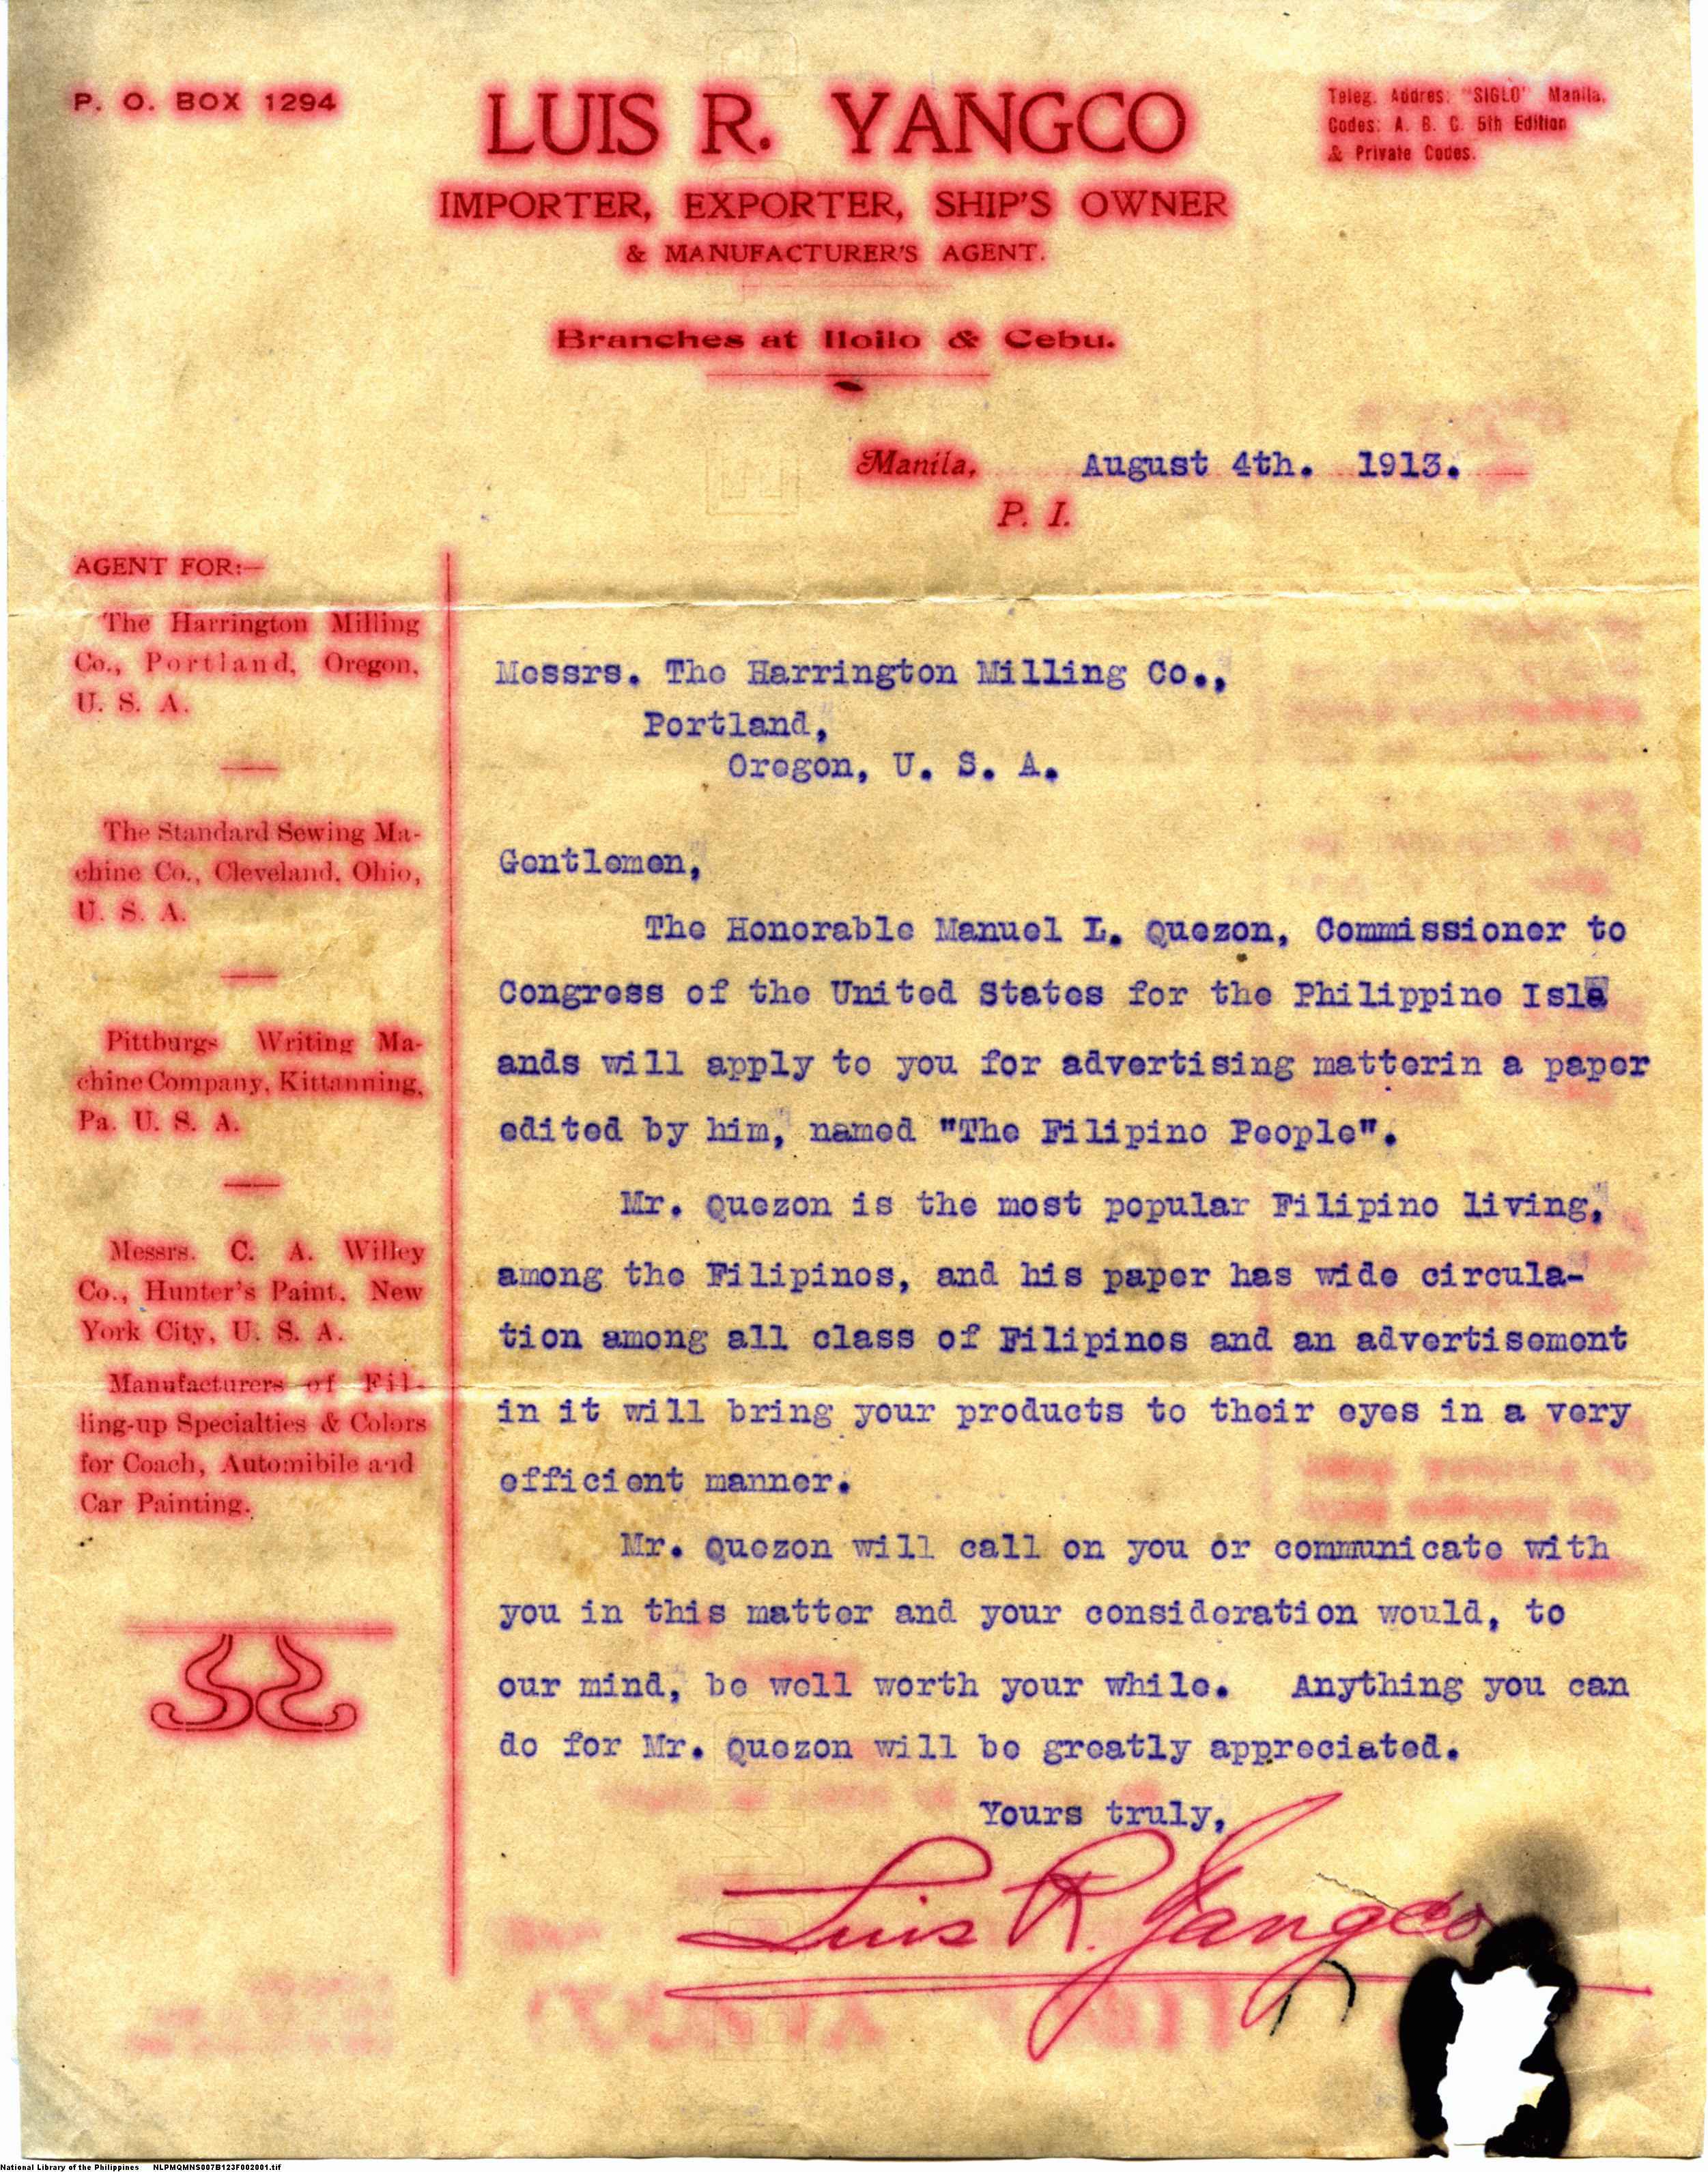 P. O. BOX 1294
LUIS R. YANGCO
IMPORTER, EXPORTER, SHIP'S OWNER
& MANUFACTURER'S AGENT.
Branches at Iloilo & Cebu.
Teleg. Addres: "SIGLO" Manila.
Codes: A. B. C. 5th Edition
& Private Codes.
Manila, August 4th. 1913.
P. I.
AGENT FOR:—
The Harrington Milling
Co., Portland, Oregon,
U. S. A.
The Standard Sewing Ma-
chine Co., Cleveland, Ohio,
U. S. A.
Pittburgs Writing Ma-
chine Company, Kittanning,
Pa. U. S. A.
Messrs. C. A. Willey
Co., Hunter's Paint, New
York City, U. S. A.
Manufacturers of Fil-
ling-up Specialties & Colors
for Coach, Automibile and
Car Painting.
Messrs. The Harrington Milling Co.,
Portland,
Oregon, U. S. A.
Gentlemen,
The Honorable Manuel L. Quezon, Commissioner to
Congress of the United States for the Philippine Isl
ands will apply to you for advertising matterin a paper
edited by him, named "The Filipino People".
Mr. Quezon is the most popular Filipino living,
among the Filipinos, and his paper has wide circula-
tion among all class of Filipinos and an advertisement
in it will bring your products to their eyes in a very
efficient manner.
Mr. Quezon will call on you or communicate with
you in this matter and your consideration would, to
our mind, be well worth your while. Anything you can
do for Mr. Quezon will be greatly appreciated.
Yours truly,
Luis R. Yangco
National Library of the Philippines NLPMQMNS007B123F002001.tif